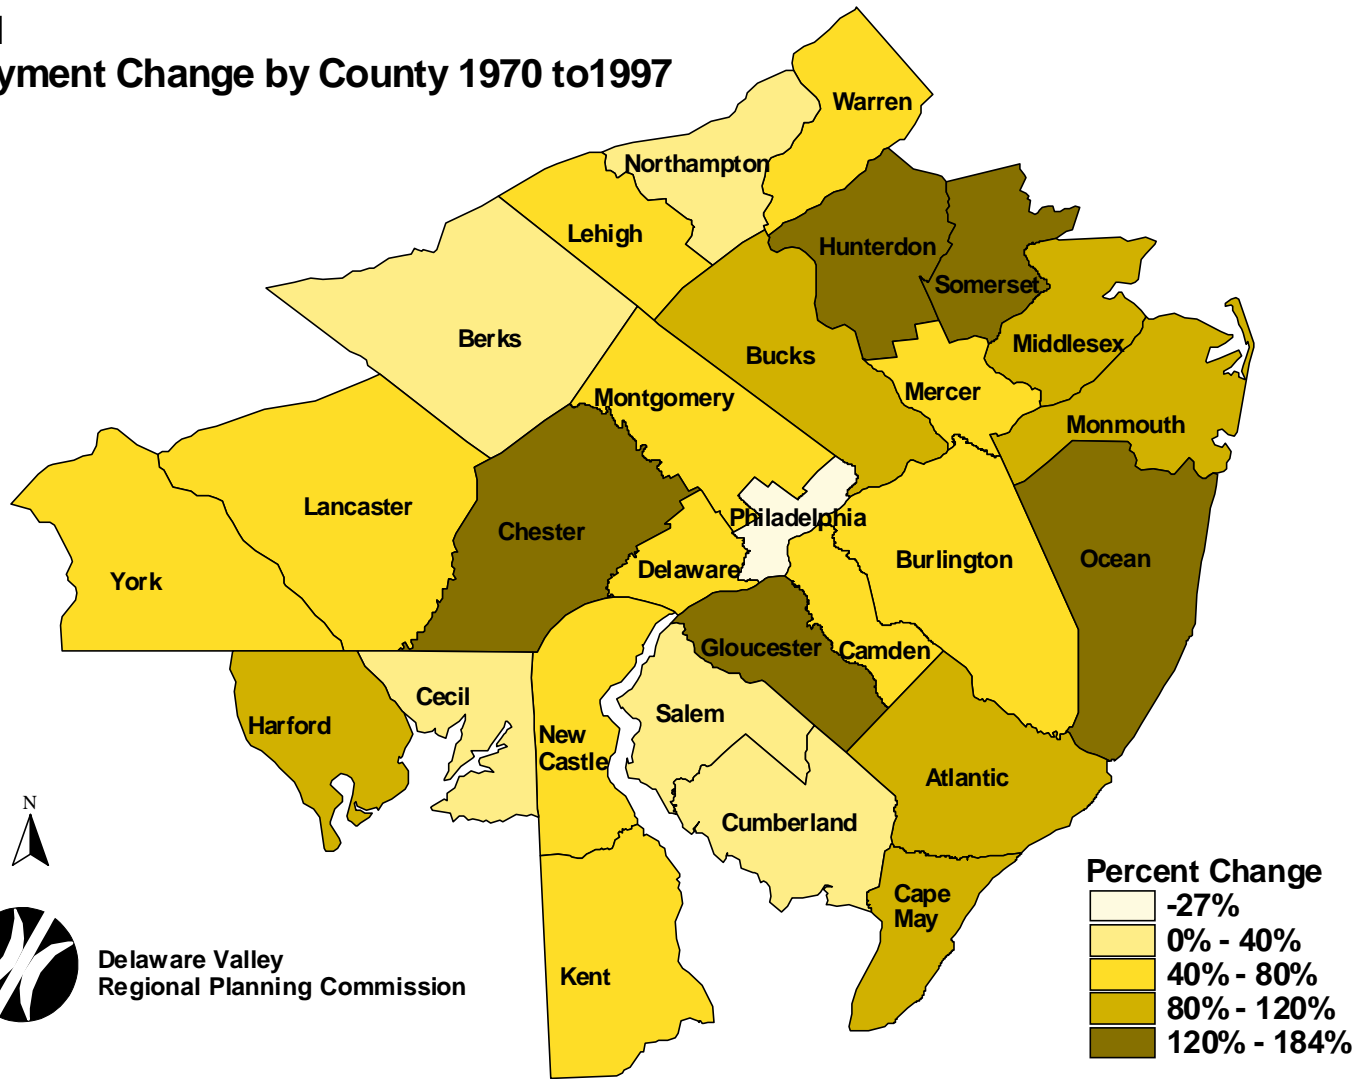 yment Change by County 1970 to1997
Warren
Northampton
Lehigh
Hunterdon
Somerset
Berks
Bucks
Middlesex
Montgomery
Mercer
Monmouth
Lancaster
Chester
Philadelphia
Burlington
Ocean
York
Delaware
Gloucester
Camden
Cecil
Salem
Harford
New
Castle
Atlantic
Cumberland
Cape
May
Kent
N
Delaware Valley
Regional Planning Commission
Percent Change
-27%
0% - 40%
40% - 80%
80% - 120%
120% - 184%